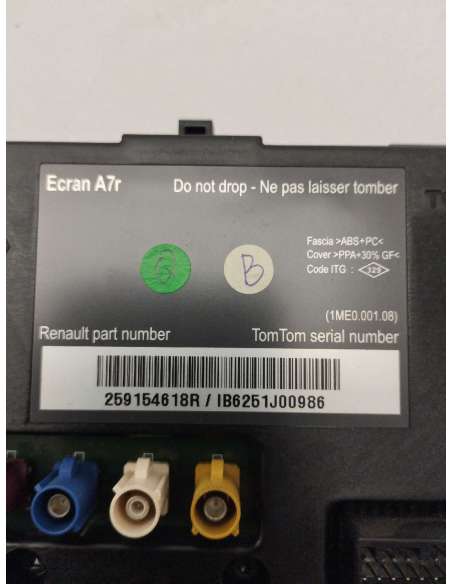 Ecran A7r
Do not drop - Ne pas laisser tomber
Fascia >ABS+PC<
Cover >PPA+30% GF<
Code ITG : 329
B
(1ME0.001.08)
Renault part number
TomTom serial number
259154618R / IB6251J00986